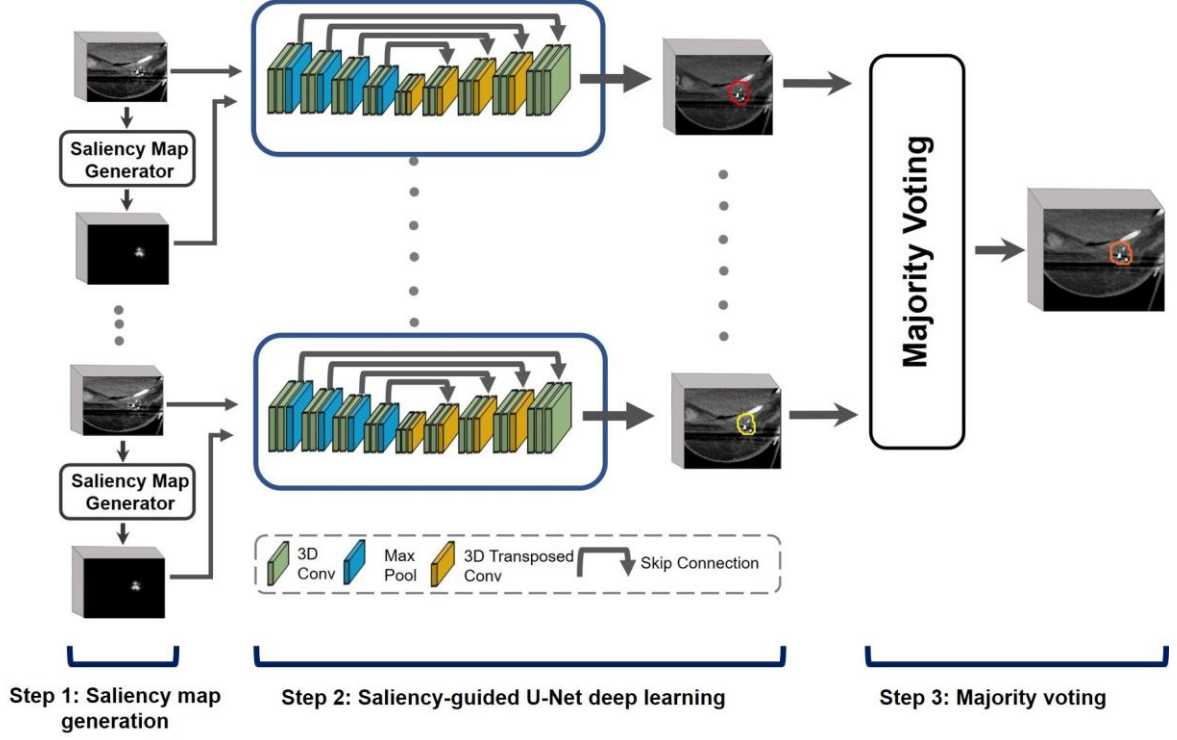 Saliency Map
Generator
Majority Voting
Saliency Map
Generator
3D
Conv
Max
Pool
3D Transposed
Conv
Skip Connection
Step 1: Saliency map
generation
Step 2: Saliency-guided U-Net deep learning
Step 3: Majority voting